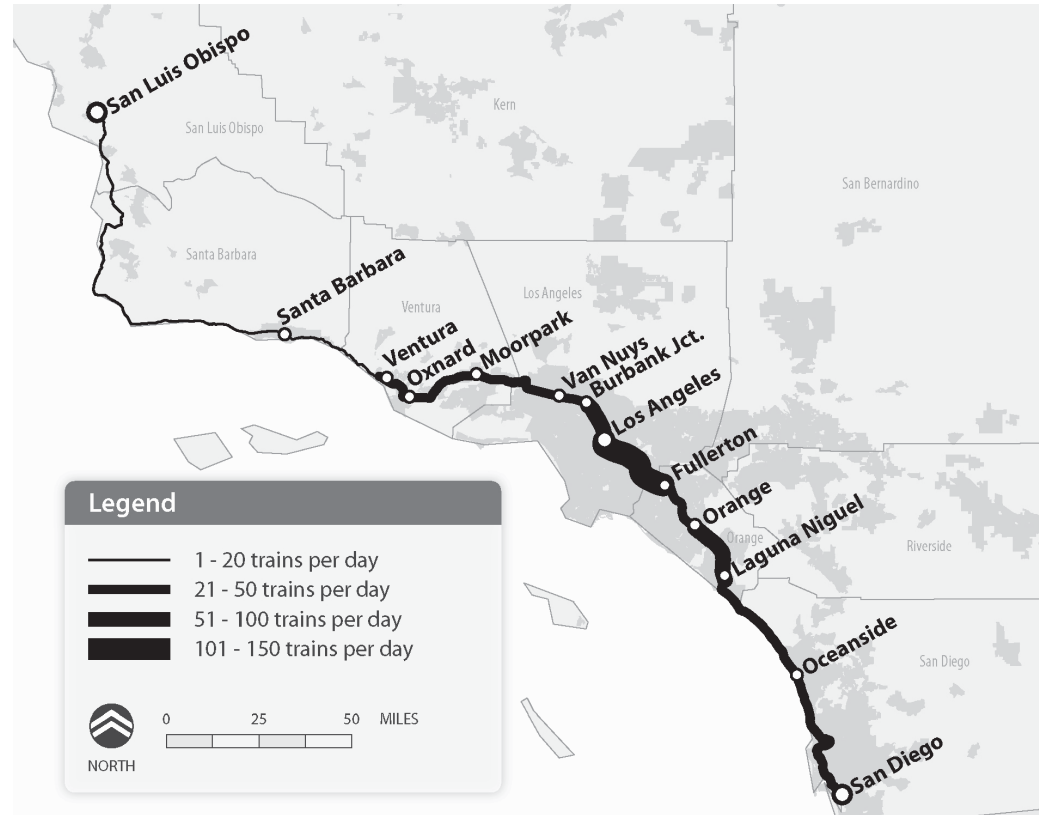 San Luis Obispo
Kern
San Luis Obispo
San Bernardino
Santa Barbara
Santa Barbara
Los Angeles
Ventura
Ventura
Oxnard
Moorpark
Van Nuys
Burbank Jct.
Los Angeles
Fullerton
Orange
Orange
Laguna Niguel
Riverside
Oceanside
San Diego
San Diego
Legend
1 - 20 trains per day
21 - 50 trains per day
51 - 100 trains per day
101 - 150 trains per day
0 25 50 MILES
NORTH